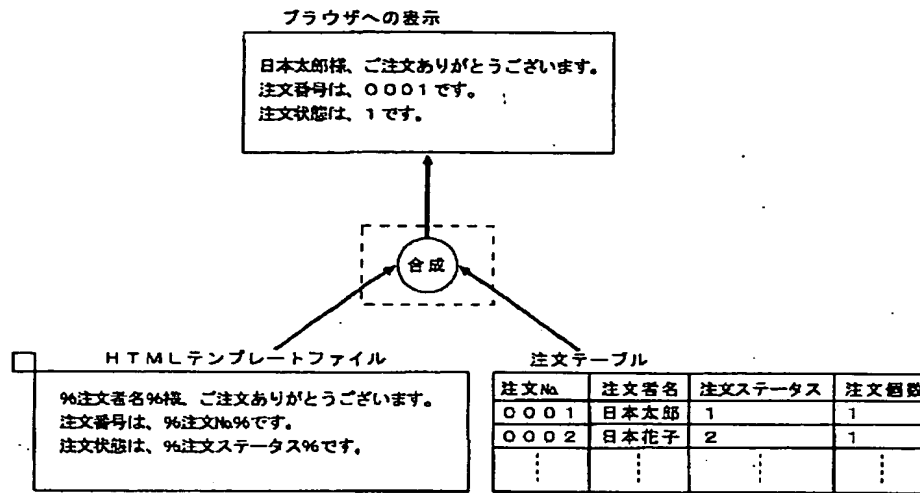 ブラウザへの表示
日本太郎様、ご注文ありがとうございます。
注文番号は、0001です。
注文状態は、1です。
合成
HTMLテンプレートファイル
%注文者名%様、ご注文ありがとうございます。
注文番号は、%注文No.%です。
注文状態は、%注文ステータス%です。
注文テーブル
注文No. 注文者名 注文ステータス 注文個数
0001 日本太郎 1 1
0002 日本花子 2 1